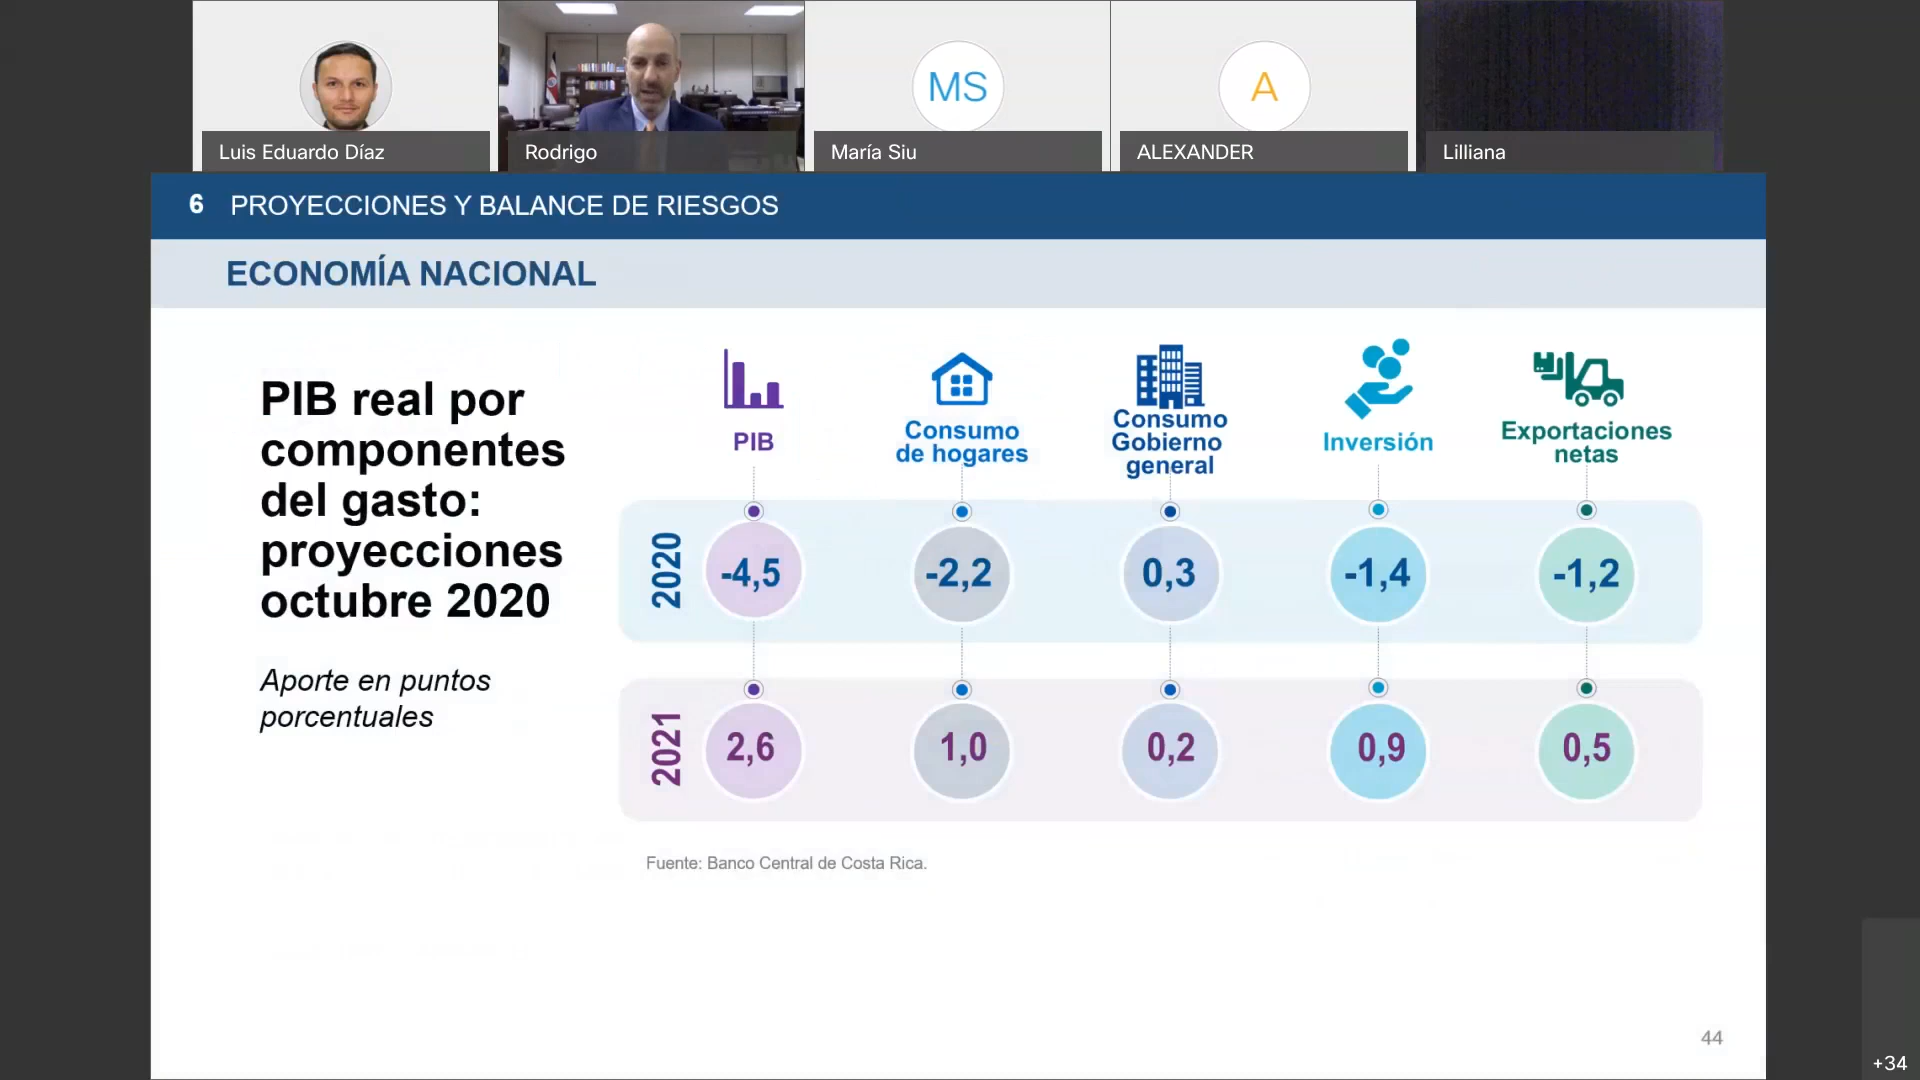 MS
A
Luis Eduardo Díaz
Rodrigo
María Siu
ALEXANDER
Lilliana
6 PROYECCIONES Y BALANCE DE RIESGOS
ECONOMÍA NACIONAL
PIB real por
componentes
del gasto:
proyecciones
octubre 2020
Aporte en puntos
porcentuales
PIB
Consumo
de hogares
Consumo
Gobierno
general
Inversión
Exportaciones
netas
2020
-4,5
-2,2
0,3
-1,4
-1,2
2021
2,6
1,0
0,2
0,9
0,5
Fuente: Banco Central de Costa Rica.
44
+34